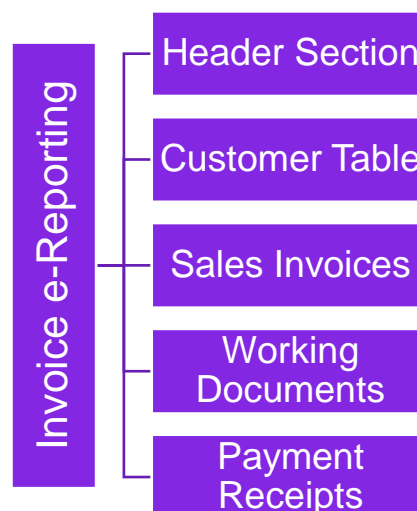 Invoice e-Reporting
Header Section
Customer Table
Sales Invoices
Working
Documents
Payment
Receipts